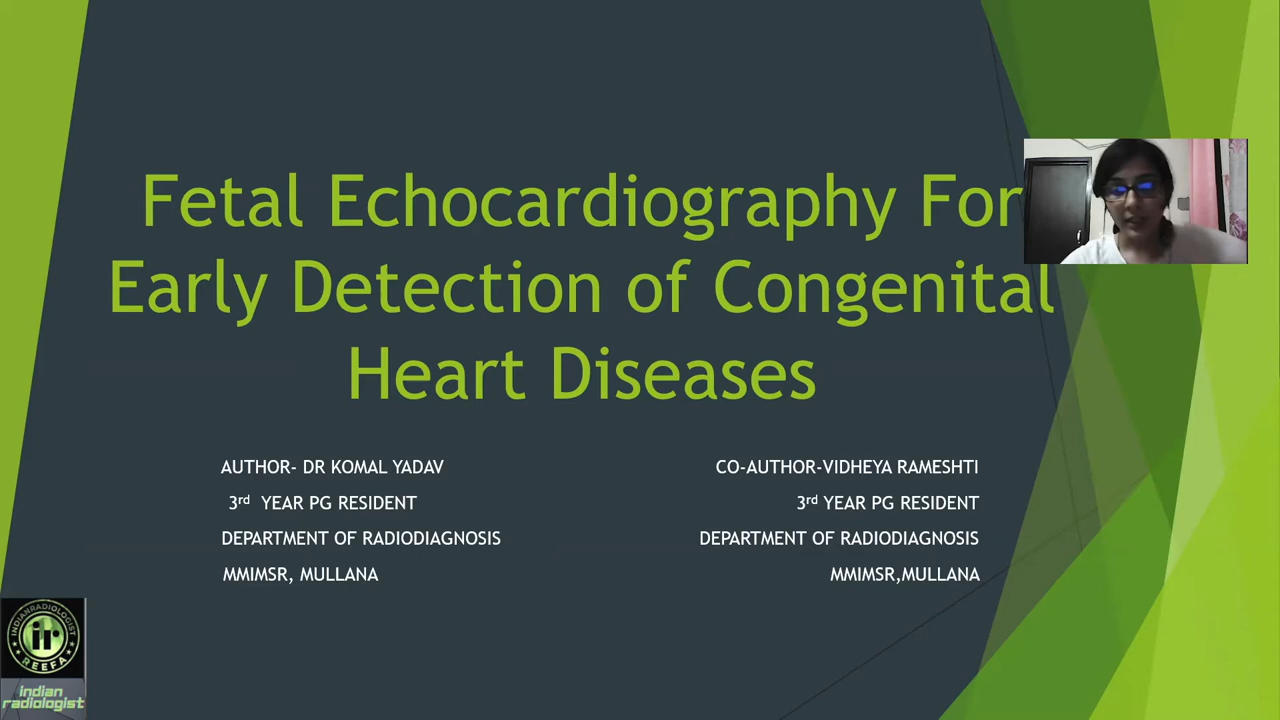 Fetal Echocardiography For
Early Detection of Congenital
Heart Diseases
AUTHOR- DR KOMAL YADAV
3rd YEAR PG RESIDENT
DEPARTMENT OF RADIODIAGNOSIS
MMIMSR, MULLANA
CO-AUTHOR-VIDHEYA RAMESHTI
3rd YEAR PG RESIDENT
DEPARTMENT OF RADIODIAGNOSIS
MMIMSR,MULLANA
INDIANRADIOLOGIST
ir
REEFA
indian
radiologist